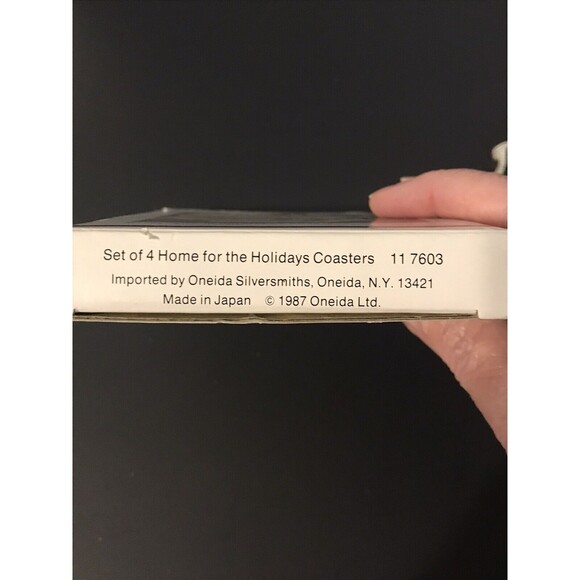 Set of 4 Home for the Holidays Coasters 11 7603
Imported by Oneida Silversmiths, Oneida, N.Y. 13421
Made in Japan © 1987 Oneida Ltd.